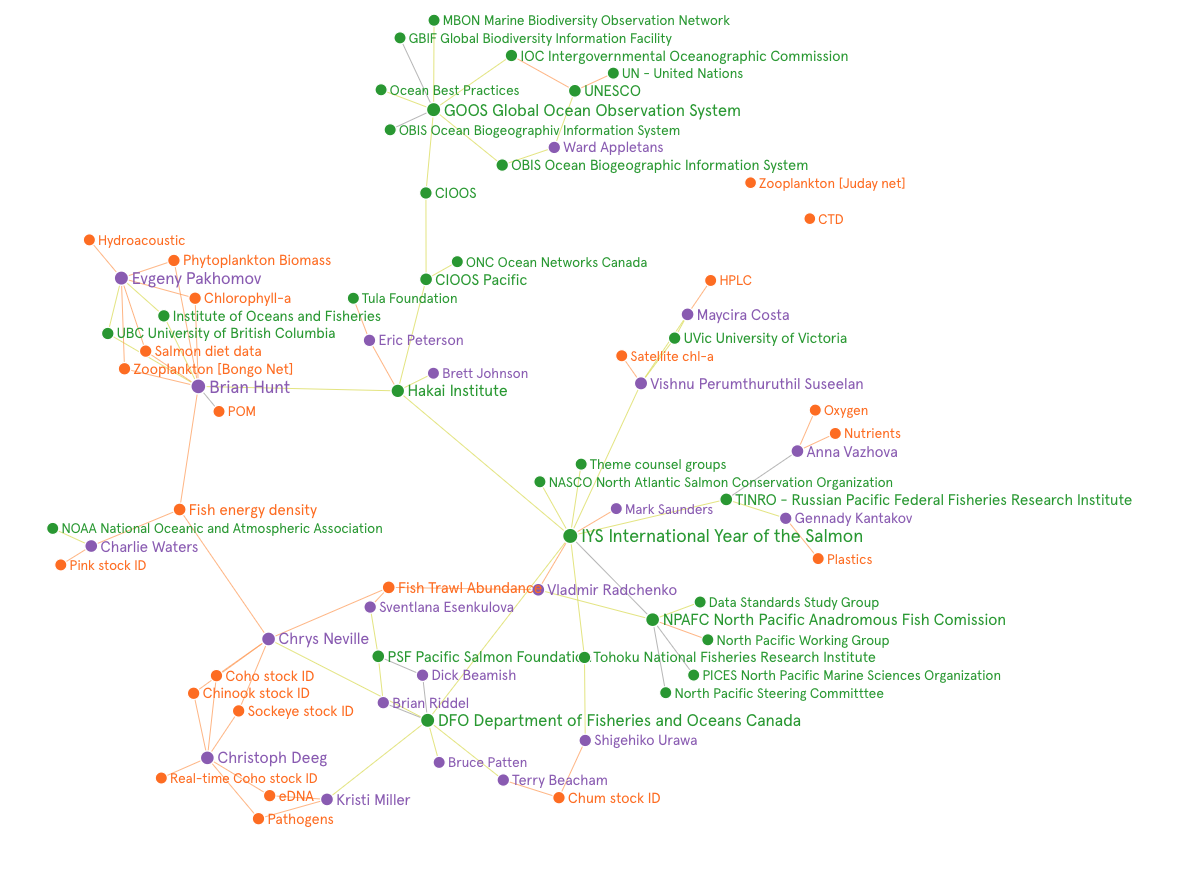 MBON Marine Biodiversity Observation Network
GBIF Global Biodiversity Information Facility
IOC Intergovernmental Oceanographic Commission
UN - United Nations
Ocean Best Practices
UNESCO
GOOS Global Ocean Observation System
OBIS Ocean Biogeographiv Information System
Ward Appletans
OBIS Ocean Biogeographic Information System
Zooplankton [Juday net]
CIOOS
CTD
Hydroacoustic
Phytoplankton Biomass
ONC Ocean Networks Canada
Evgeny Pakhomov
CIOOS Pacific
HPLC
Chlorophyll-a
Tula Foundation
Institute of Oceans and Fisheries
Maycira Costa
UBC University of British Columbia
Eric Peterson
UVic University of Victoria
Salmon diet data
Satellite chl-a
Zooplankton [Bongo Net]
Brett Johnson
Brian Hunt
Hakai Institute
Vishnu Perumthuruthil Suseelan
POM
Oxygen
Nutrients
Anna Vazhova
Theme counsel groups
NASCO North Atlantic Salmon Conservation Organization
TINRO - Russian Pacific Federal Fisheries Research Institute
Fish energy density
Mark Saunders
Gennady Kantakov
NOAA National Oceanic and Atmospheric Association
IYS International Year of the Salmon
Charlie Waters
Plastics
Pink stock ID
Fish Trawl Abundance
Vladmir Radchenko
Sventlana Esenkulova
Data Standards Study Group
NPAFC North Pacific Anadromous Fish Comission
Chrys Neville
North Pacific Working Group
PSF Pacific Salmon Foundation
Tohoku National Fisheries Research Institute
Coho stock ID
Dick Beamish
PICES North Pacific Marine Sciences Organization
Chinook stock ID
North Pacific Steering Committtee
Brian Riddel
Sockeye stock ID
DFO Department of Fisheries and Oceans Canada
Shigehiko Urawa
Christoph Deeg
Bruce Patten
Real-time Coho stock ID
Terry Beacham
eDNA
Kristi Miller
Chum stock ID
Pathogens